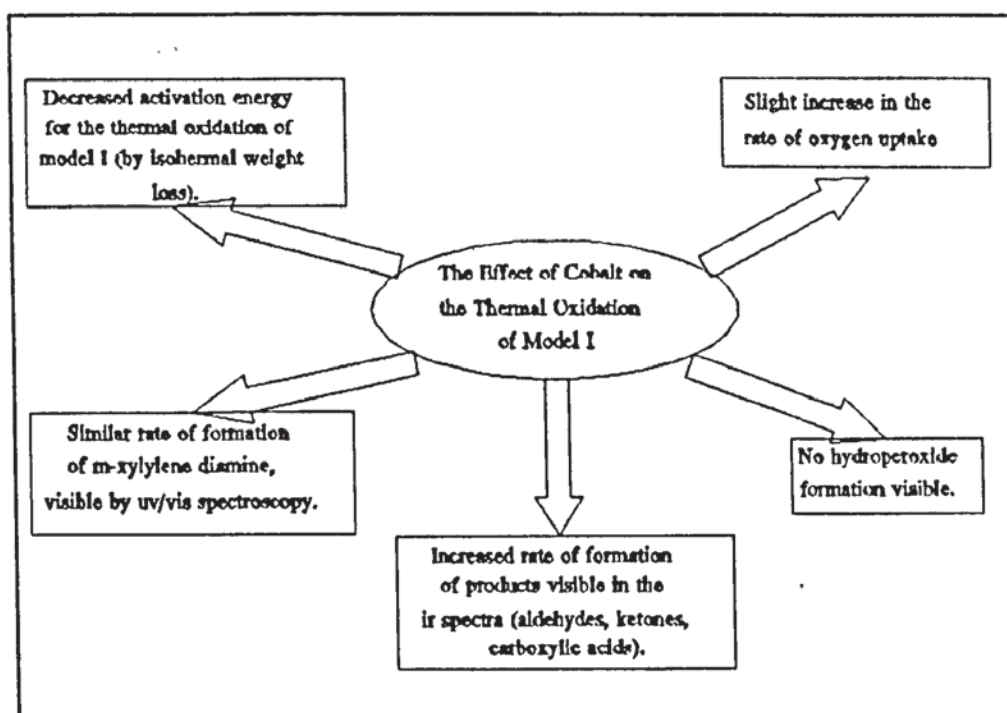 Decreased activation energy
for the thermal oxidation of
model I (by isohermal weight
loss).
Slight increase in the
rate of oxygen uptake
The Effect of Cobalt on
the Thermal Oxidation
of Model I
Similar rate of formation
of m-xylylene diamine,
visible by uv/vis spectroscopy.
No hydroperoxide
formation visible.
Increased rate of formation
of products visible in the
ir spectra (aldehydes, ketones,
carboxylic acids).